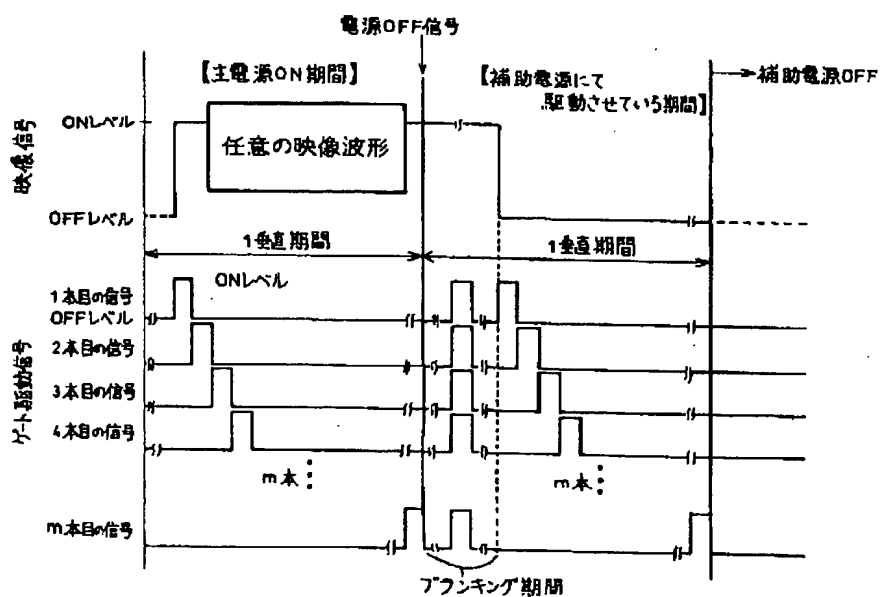 電源OFF信号
【主電源ON期間】
【補助電源にて
駆動させている期間】
補助電源OFF
映像信号
ONレベル
任意の映像波形
OFFレベル
1垂直期間
1垂直期間
ONレベル
ゲート駆動信号
1本目の信号
OFFレベル
2本目の信号
3本目の信号
4本目の信号
m本
m本
m本目の信号
ブランキング期間